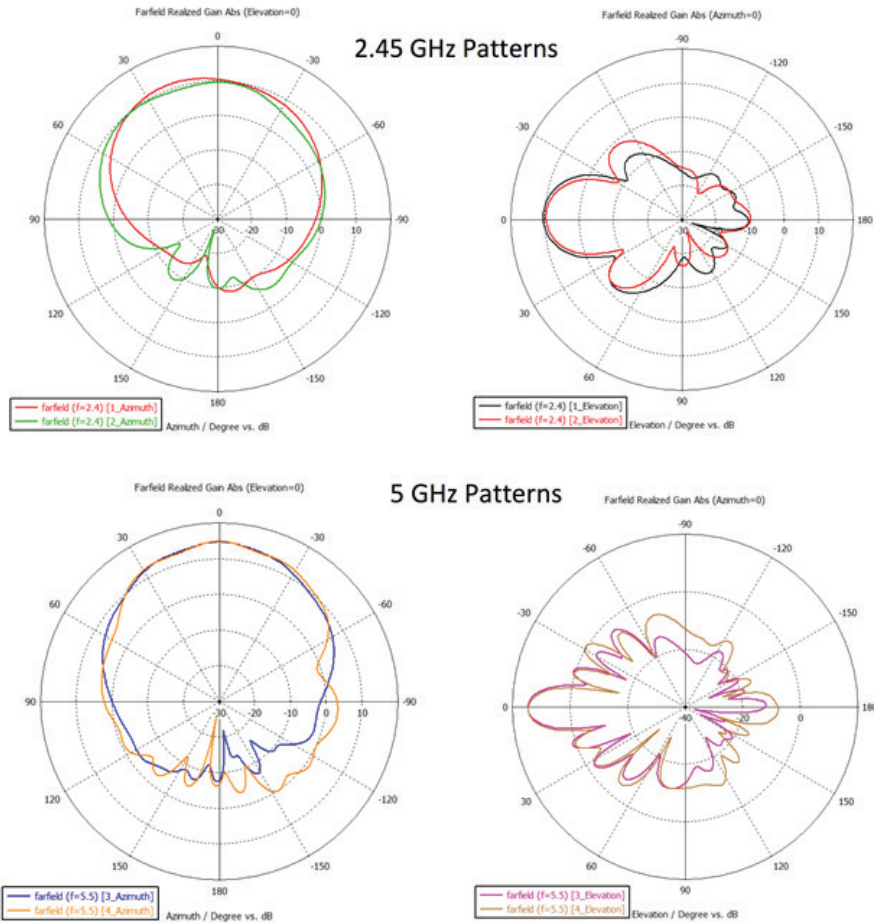 Farfield Realized Gain Abs (Elevation=0)
0
30
-30
60
-60
90
30 -20 -10 0 10
-90
120
-120
150
-150
180
farfield (f=2.4) [1_Azimuth]
farfield (f=2.4) [2_Azimuth]
Azimuth / Degree vs. dB
2.45 GHz Patterns
Farfield Realized Gain Abs (Azimuth=0)
-90
-120
-30
-150
0
30 -20 -10 0 10
180
30
150
60
120
90
farfield (f=2.4) [1_Elevation]
farfield (f=2.4) [2_Elevation]
Elevation / Degree vs. dB
Farfield Realized Gain Abs (Elevation=0)
0
30
-30
60
-60
90
-30 -20 -10 0 10
-90
120
-120
150
-150
180
farfield (f=5.5) [3_Azimuth]
farfield (f=5.5) [4_Azimuth]
Azimuth / Degree vs. dB
5 GHz Patterns
Farfield Realized Gain Abs (Azimuth=0)
-90
-60
-120
-30
-150
0
-40 -20 0
180
30
150
60
120
90
farfield (f=5.5) [3_Elevation]
farfield (f=5.5) [4_Elevation]
Elevation / Degree vs. dB